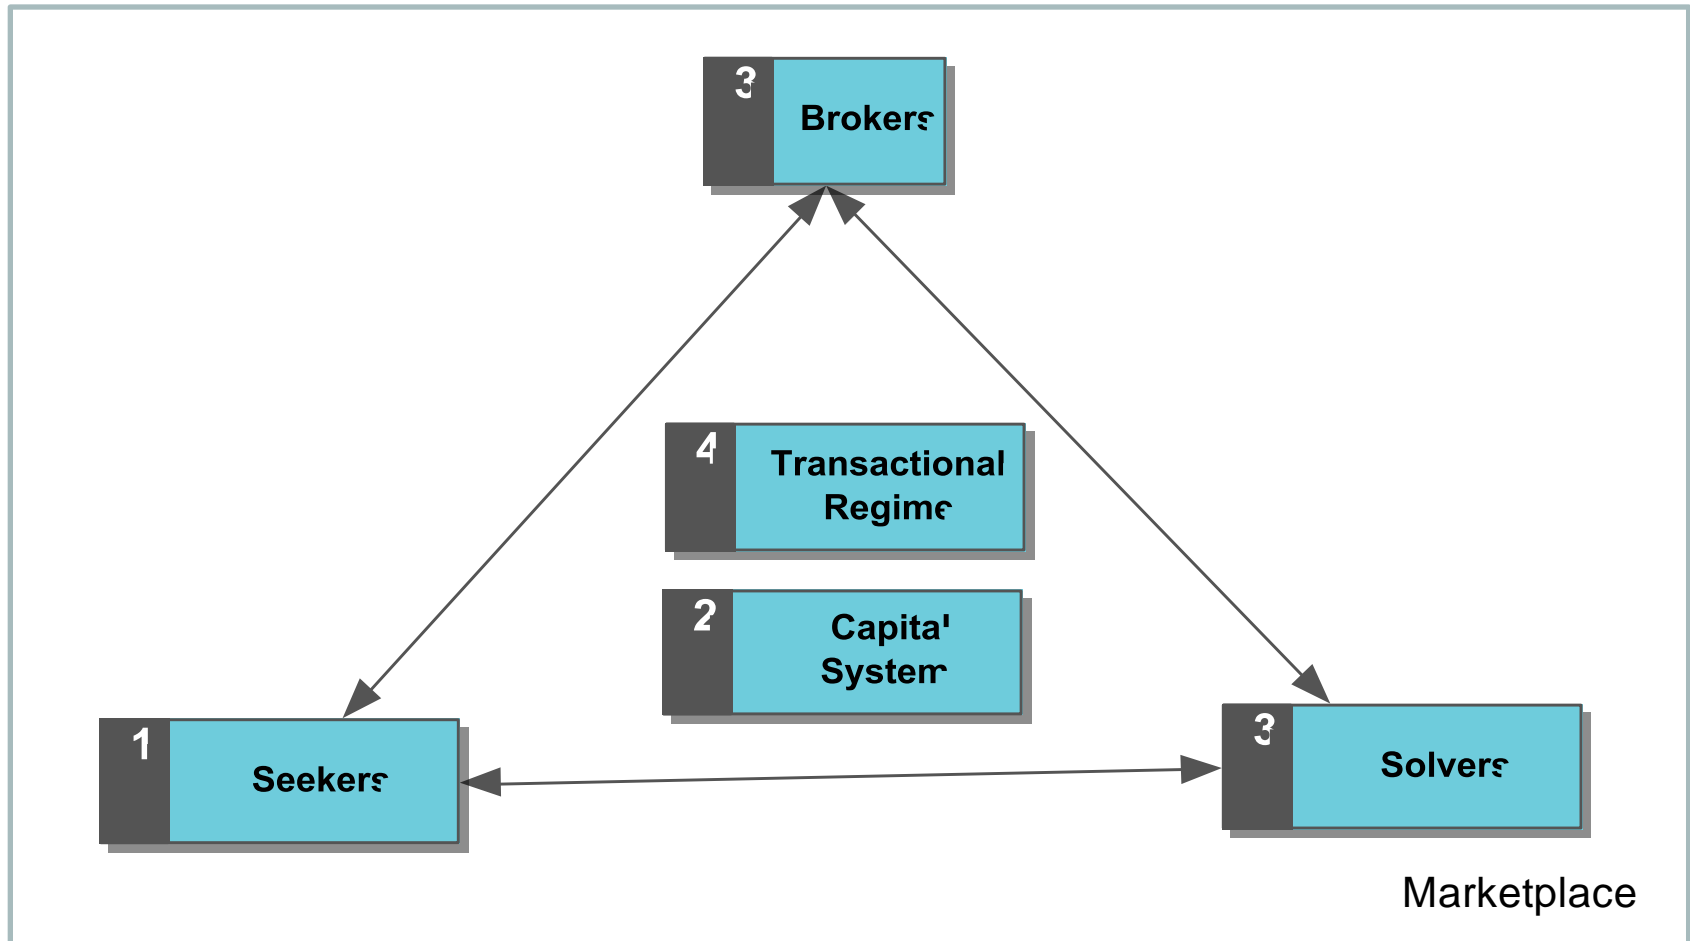 3
Brokers
4
Transactional
Regime
2
Capital
System
1
Seekers
3
Solvers
Marketplace